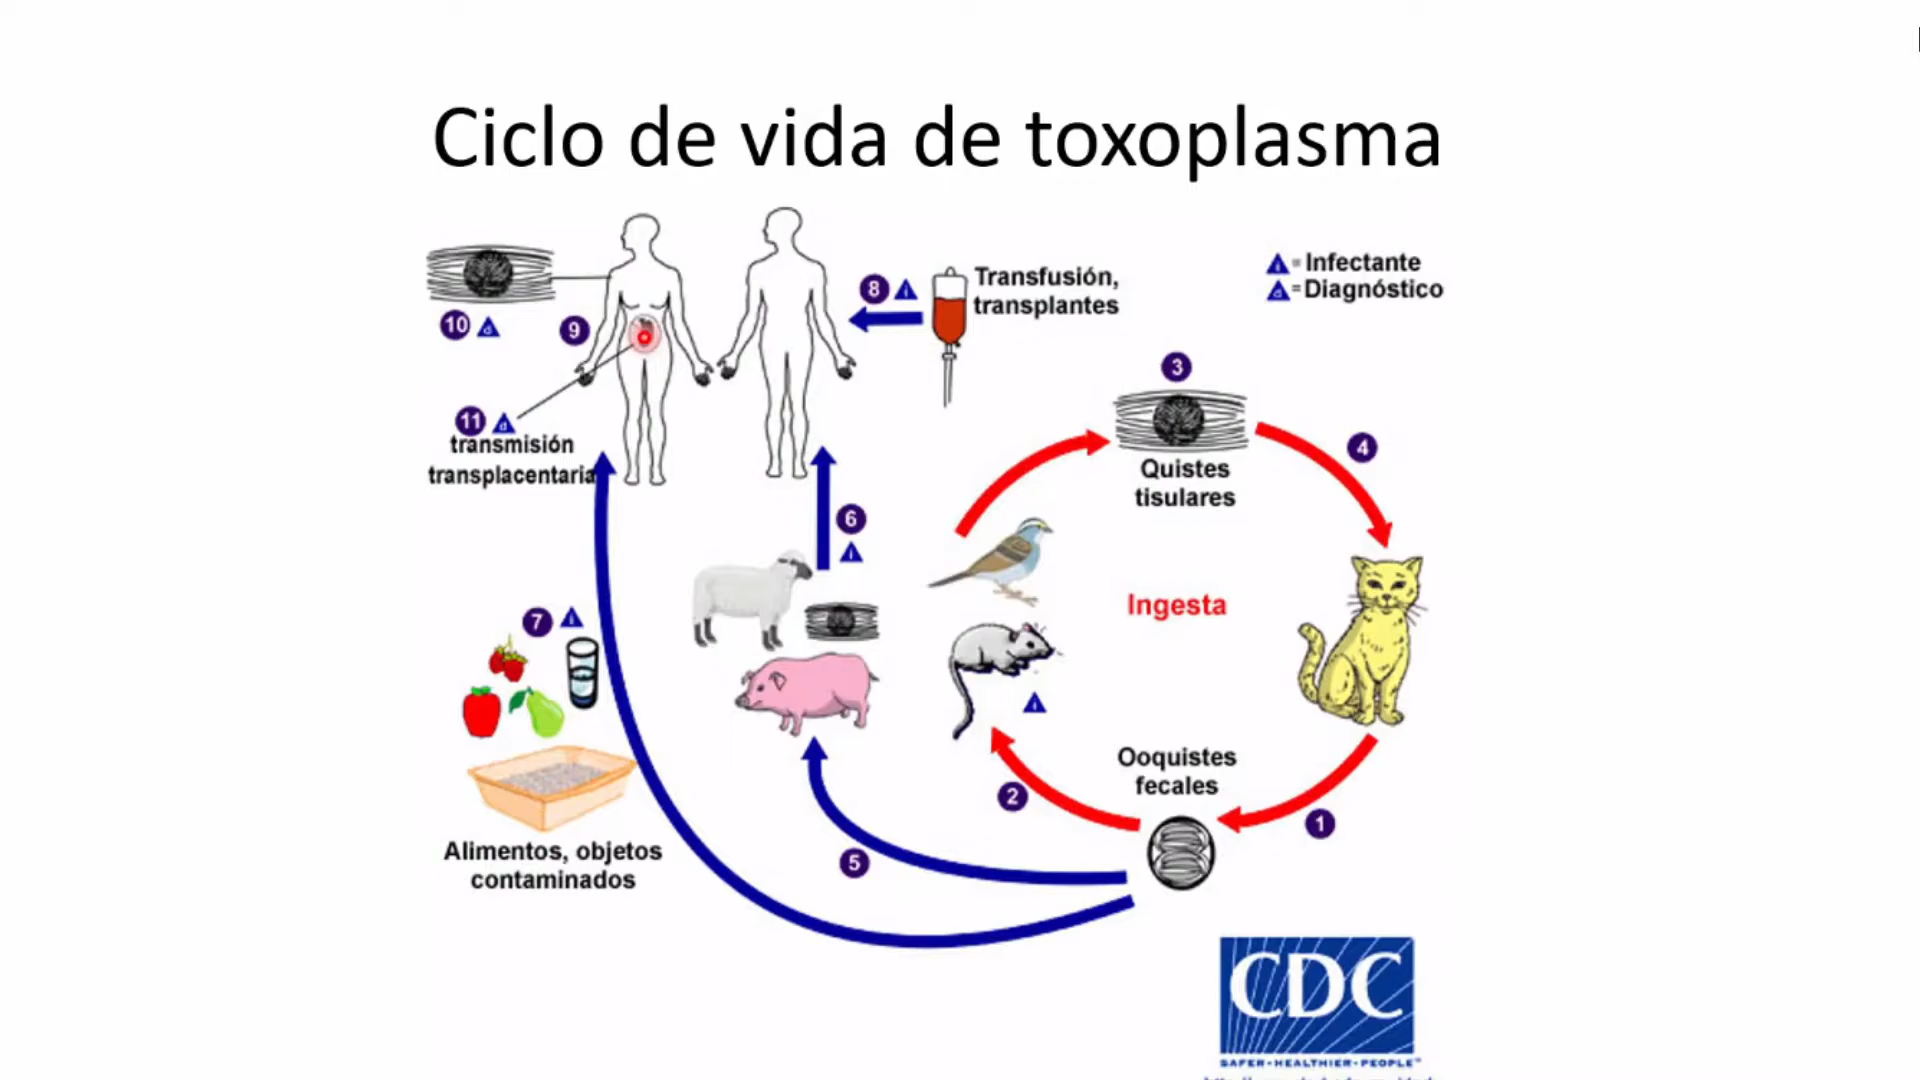 Ciclo de vida de toxoplasma
i = Infectante
d = Diagnóstico
8 i
Transfusión,
transplantes
10 d
9
11 d
transmisión
transplacentaria
3
Quistes
tisulares
4
6
i
Ingesta
7 i
i
Ooquistes
fecales
2
1
5
Alimentos, objetos
contaminados
CDC
SAFER•HEALTHIER•PEOPLE™